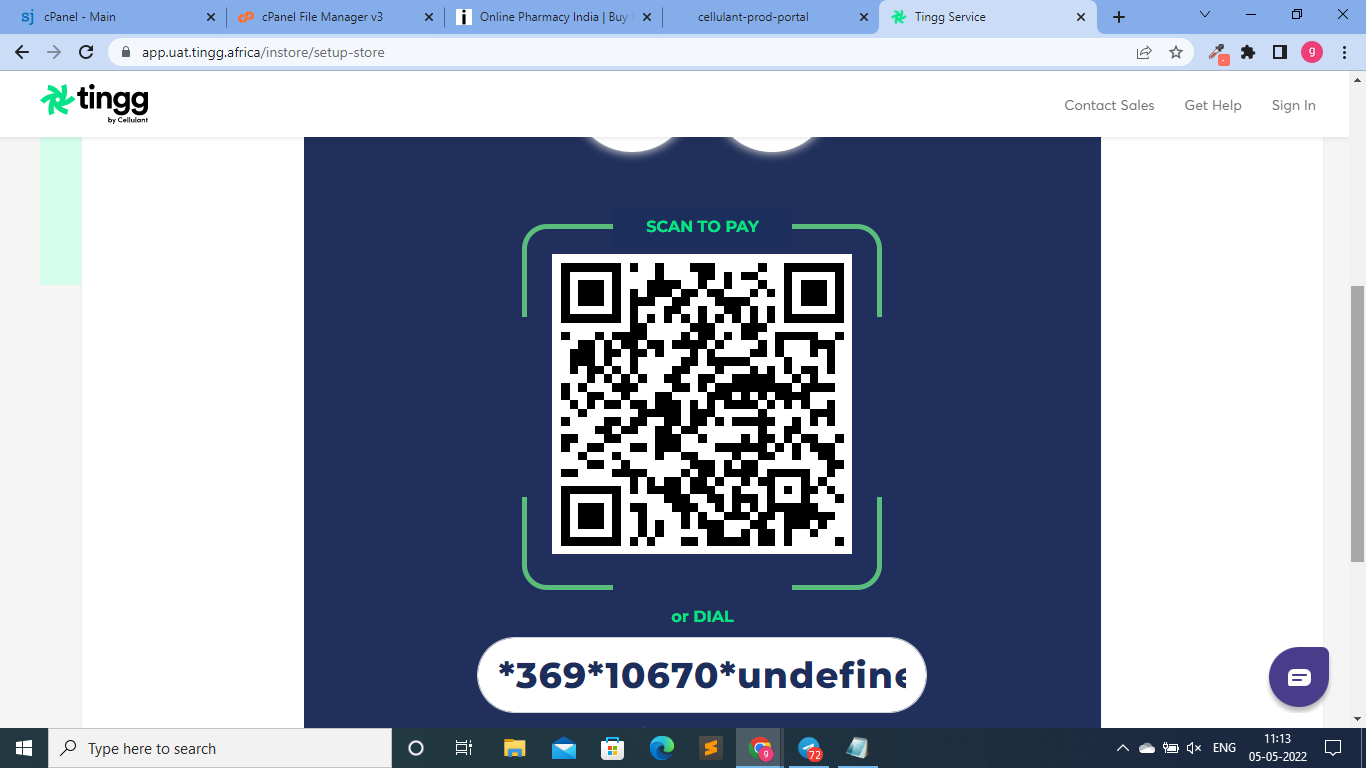 sj cPanel - Main
cPanel File Manager v3
Online Pharmacy India | Buy
cellulant-prod-portal
Tingg Service
app.uat.tingg.africa/instore/setup-store
g
tingg
by Cellulant
Contact Sales
Get Help
Sign In
SCAN TO PAY
or DIAL
*369*10670*undefine
Type here to search
g
72
ENG
11:13
05-05-2022